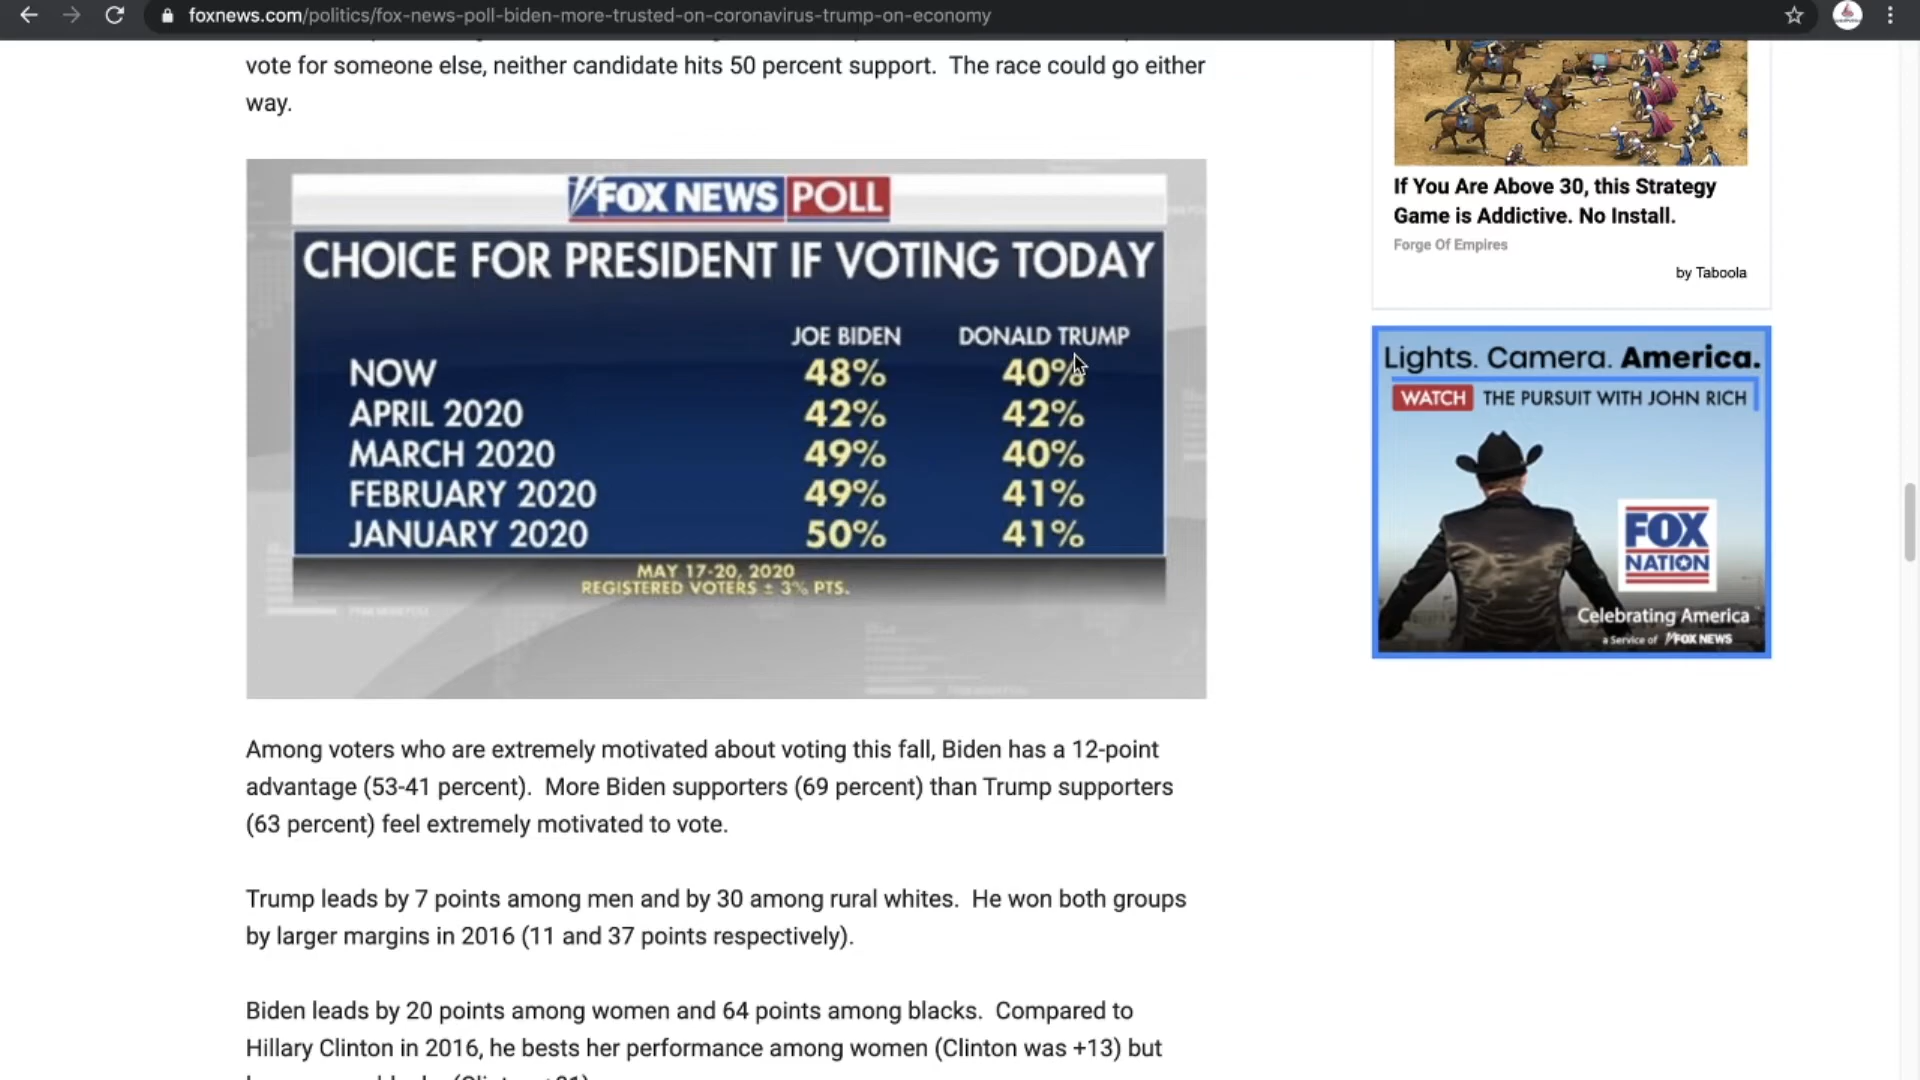 foxnews.com/politics/fox-news-poll-biden-more-trusted-on-coronavirus-trump-on-economy
vote for someone else, neither candidate hits 50 percent support. The race could go either
way.
FOX NEWS POLL
CHOICE FOR PRESIDENT IF VOTING TODAY
JOE BIDEN DONALD TRUMP
NOW 48% 40%
APRIL 2020 42% 42%
MARCH 2020 49% 40%
FEBRUARY 2020 49% 41%
JANUARY 2020 50% 41%
MAY 17-20, 2020
REGISTERED VOTERS ± 3% PTS.
Among voters who are extremely motivated about voting this fall, Biden has a 12-point
advantage (53-41 percent). More Biden supporters (69 percent) than Trump supporters
(63 percent) feel extremely motivated to vote.
Trump leads by 7 points among men and by 30 among rural whites. He won both groups
by larger margins in 2016 (11 and 37 points respectively).
Biden leads by 20 points among women and 64 points among blacks. Compared to
Hillary Clinton in 2016, he bests her performance among women (Clinton was +13) but
If You Are Above 30, this Strategy
Game is Addictive. No Install.
Forge Of Empires
by Taboola
Lights. Camera. America.
WATCH THE PURSUIT WITH JOHN RICH
FOX
NATION
Celebrating America
a Service of FOX NEWS